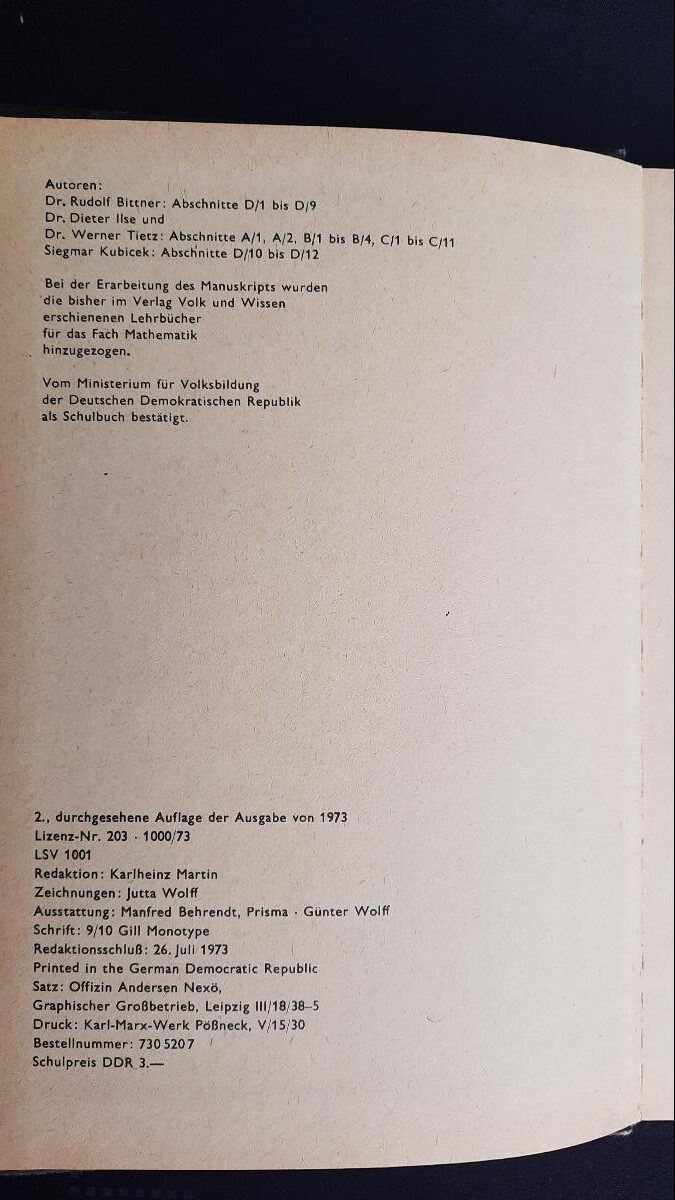 Autoren:
Dr. Rudolf Bittner: Abschnitte D/1 bis D/9
Dr. Dieter Ilse und
Dr. Werner Tietz: Abschnitte A/1, A/2, B/1 bis B/4, C/1 bis C/11
Siegmar Kubicek: Abschnitte D/10 bis D/12
Bei der Erarbeitung des Manuskripts wurden
die bisher im Verlag Volk und Wissen
erschienenen Lehrbücher
für das Fach Mathematik
hinzugezogen.
Vom Ministerium für Volksbildung
der Deutschen Demokratischen Republik
als Schulbuch bestätigt.
2., durchgesehene Auflage der Ausgabe von 1973
Lizenz-Nr. 203 · 1000/73
LSV 1001
Redaktion: Karlheinz Martin
Zeichnungen: Jutta Wolff
Ausstattung: Manfred Behrendt, Prisma · Günter Wolff
Schrift: 9/10 Gill Monotype
Redaktionsschluß: 26. Juli 1973
Printed in the German Democratic Republic
Satz: Offizin Andersen Nexö,
Graphischer Großbetrieb, Leipzig III/18/38–5
Druck: Karl-Marx-Werk Pößneck, V/15/30
Bestellnummer: 730 520 7
Schulpreis DDR 3.—